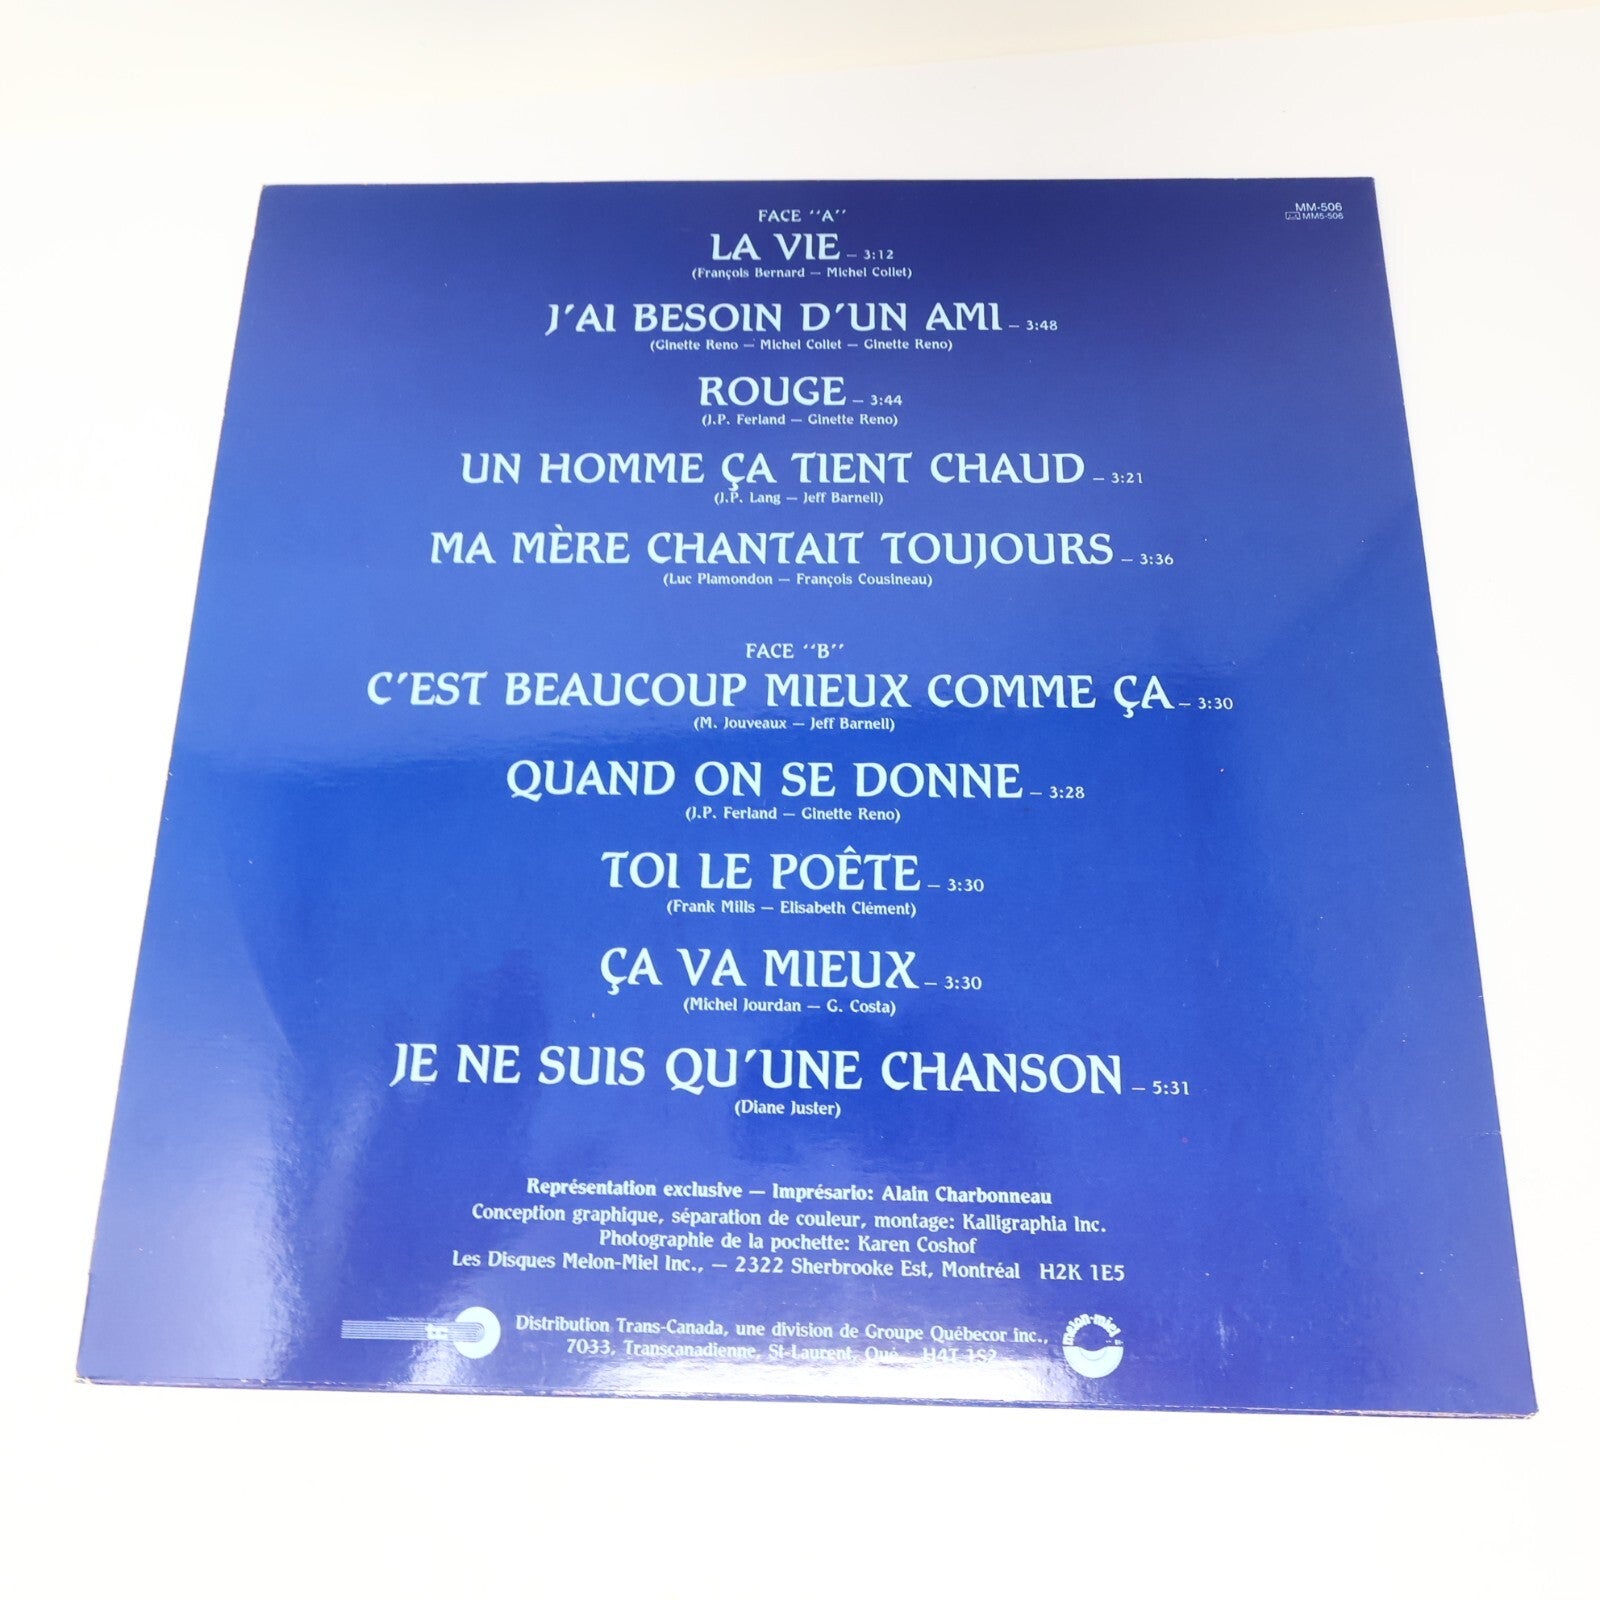 MM-506
MM5-506
FACE "A"
LA VIE – 3:12
(François Bernard — Michel Collet)
J'AI BESOIN D'UN AMI – 3:48
(Ginette Reno — Michel Collet — Ginette Reno)
ROUGE – 3:44
(J.P. Ferland — Ginette Reno)
UN HOMME ÇA TIENT CHAUD – 3:21
(J.P. Lang — Jeff Barnell)
MA MÈRE CHANTAIT TOUJOURS – 3:36
(Luc Plamondon — François Cousineau)
FACE "B"
C'EST BEAUCOUP MIEUX COMME ÇA – 3:30
(M. Jouveaux — Jeff Barnell)
QUAND ON SE DONNE – 3:28
(J.P. Ferland — Ginette Reno)
TOI LE POÊTE – 3:30
(Frank Mills — Elisabeth Clément)
ÇA VA MIEUX – 3:30
(Michel Jourdan — G. Costa)
JE NE SUIS QU'UNE CHANSON – 5:31
(Diane Juster)
Représentation exclusive — Imprésario: Alain Charbonneau
Conception graphique, séparation de couleur, montage: Kalligraphia Inc.
Photographie de la pochette: Karen Coshof
Les Disques Melon-Miel Inc., — 2322 Sherbrooke Est, Montréal H2K 1E5
tc
Distribution Trans-Canada, une division de Groupe Québecor inc.,
7033, Transcanadienne, St-Laurent, Qué. H4T 1S2
melon-miel